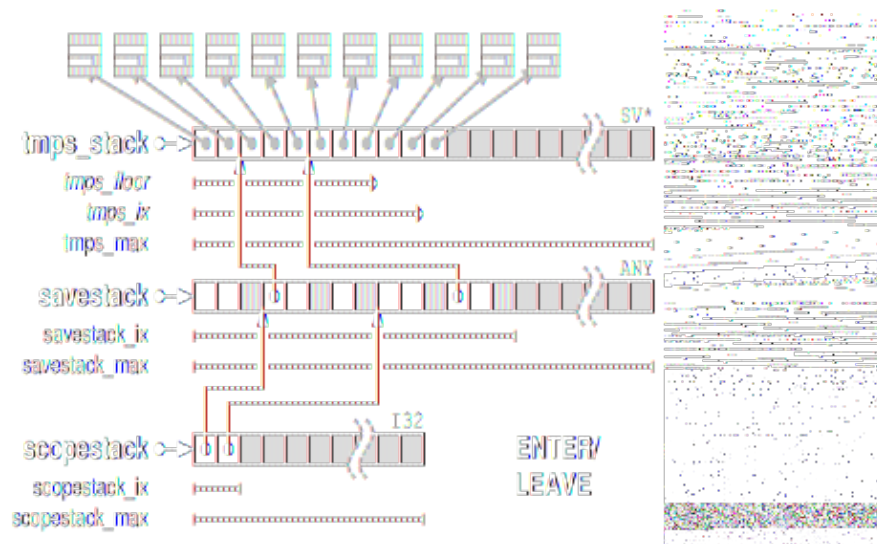 SV*
tmps_stack
tmps_floor
tmps_ix
tmps_max
ANY
savestack
savestack_ix
savestack_max
I32
scopestack
ENTER/
LEAVE
scopestack_ix
scopestack_max